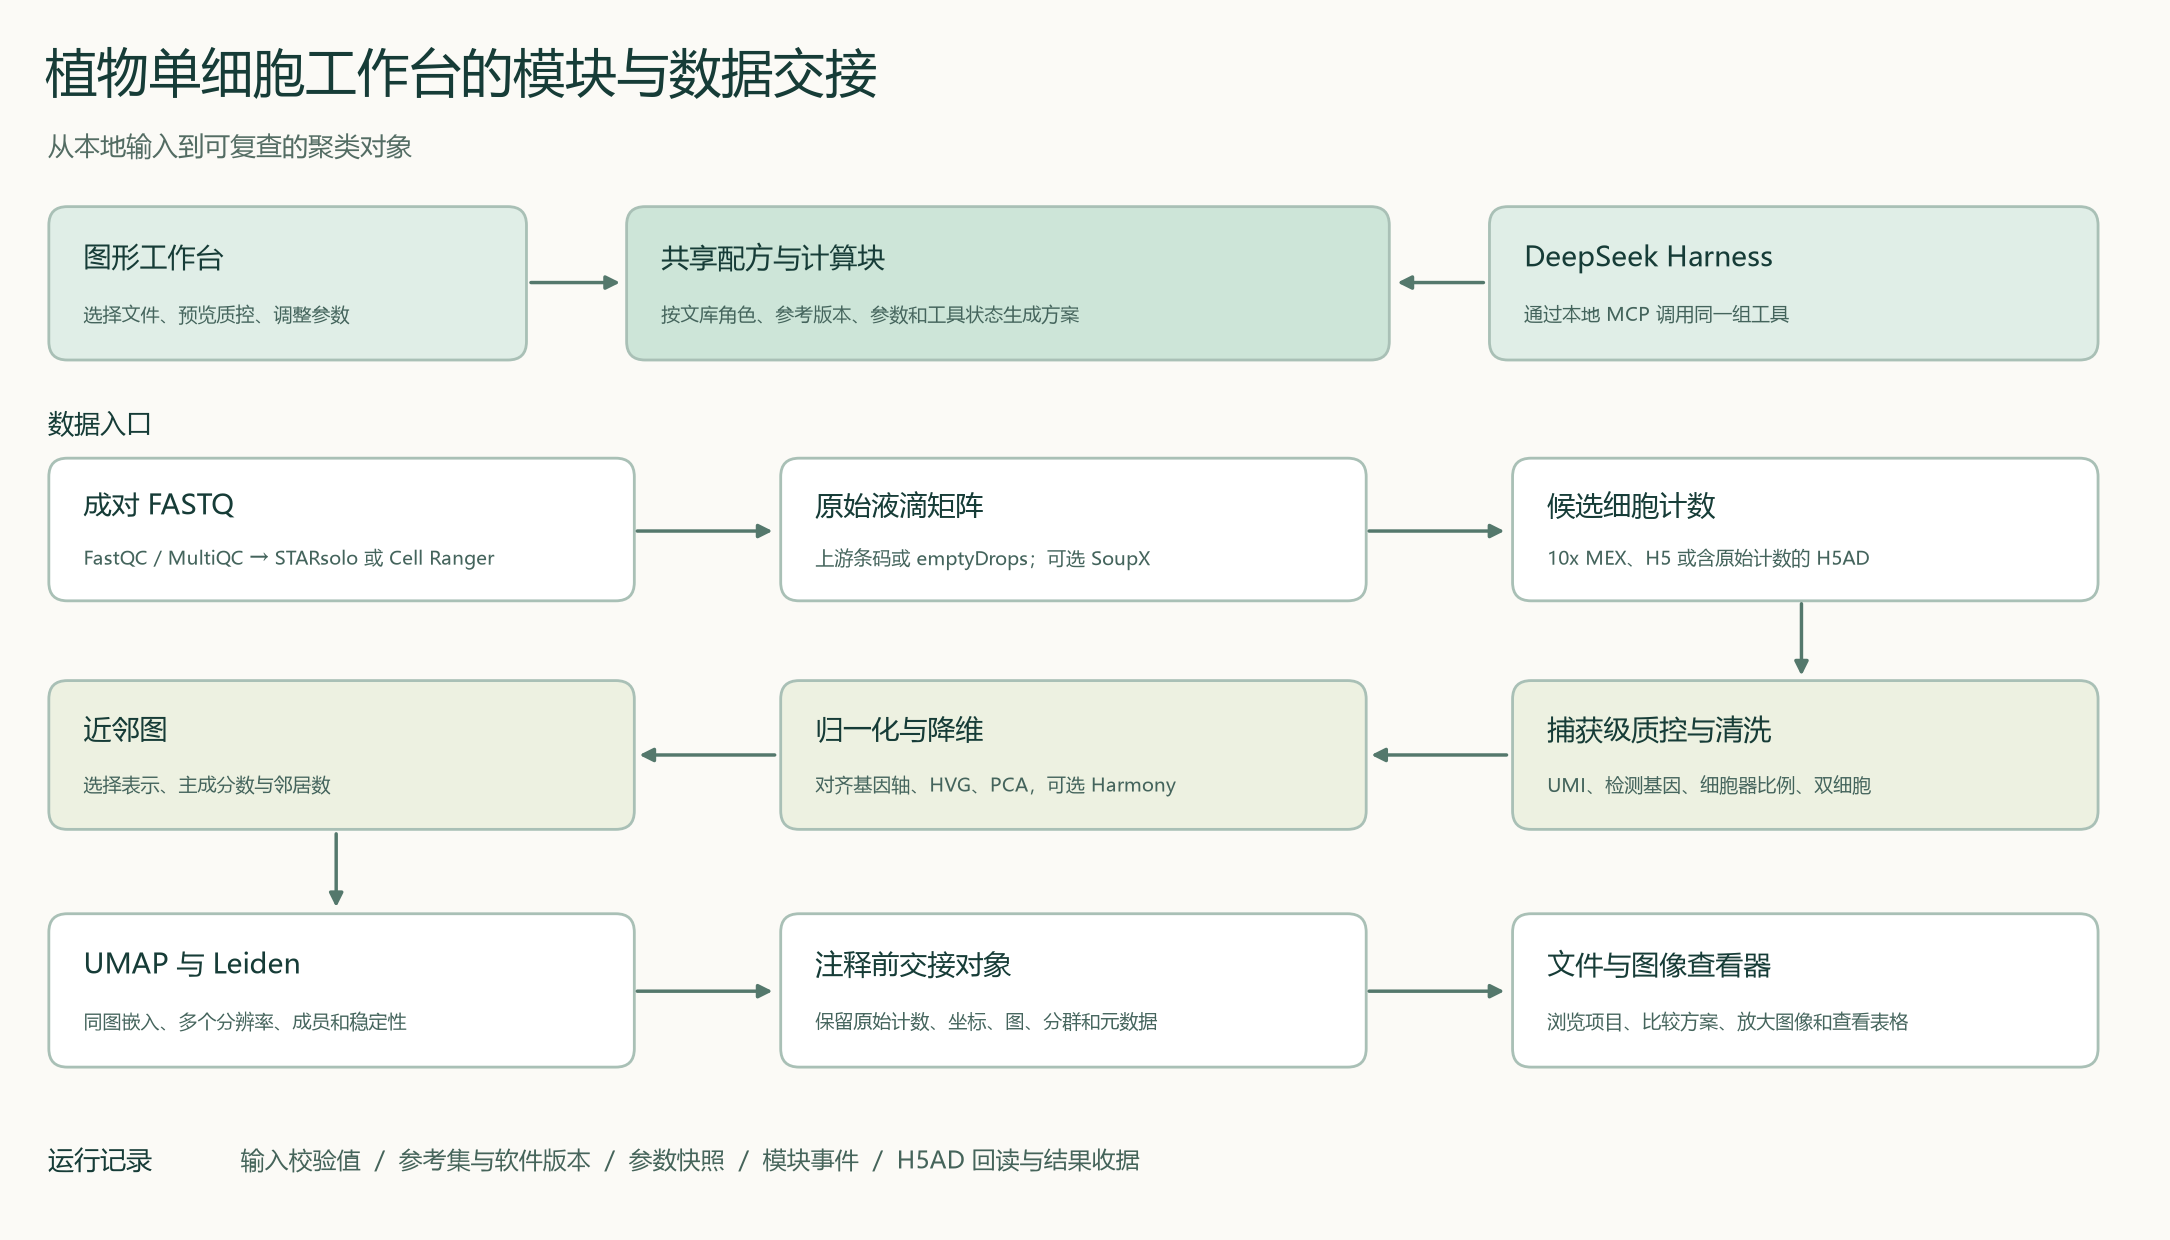 植物单细胞工作台的模块与数据交接
从本地输入到可复查的聚类对象
图形工作台
选择文件、预览质控、调整参数
共享配方与计算块
按文库角色、参考版本、参数和工具状态生成方案
DeepSeek Harness
通过本地 MCP 调用同一组工具
数据入口
成对 FASTQ
FastQC / MultiQC → STARsolo 或 Cell Ranger
原始液滴矩阵
上游条码或 emptyDrops；可选 SoupX
候选细胞计数
10x MEX、H5 或含原始计数的 H5AD
近邻图
选择表示、主成分数与邻居数
归一化与降维
对齐基因轴、HVG、PCA，可选 Harmony
捕获级质控与清洗
UMI、检测基因、细胞器比例、双细胞
UMAP 与 Leiden
同图嵌入、多个分辨率、成员和稳定性
注释前交接对象
保留原始计数、坐标、图、分群和元数据
文件与图像查看器
浏览项目、比较方案、放大图像和查看表格
运行记录 输入校验值 / 参考集与软件版本 / 参数快照 / 模块事件 / H5AD 回读与结果收据